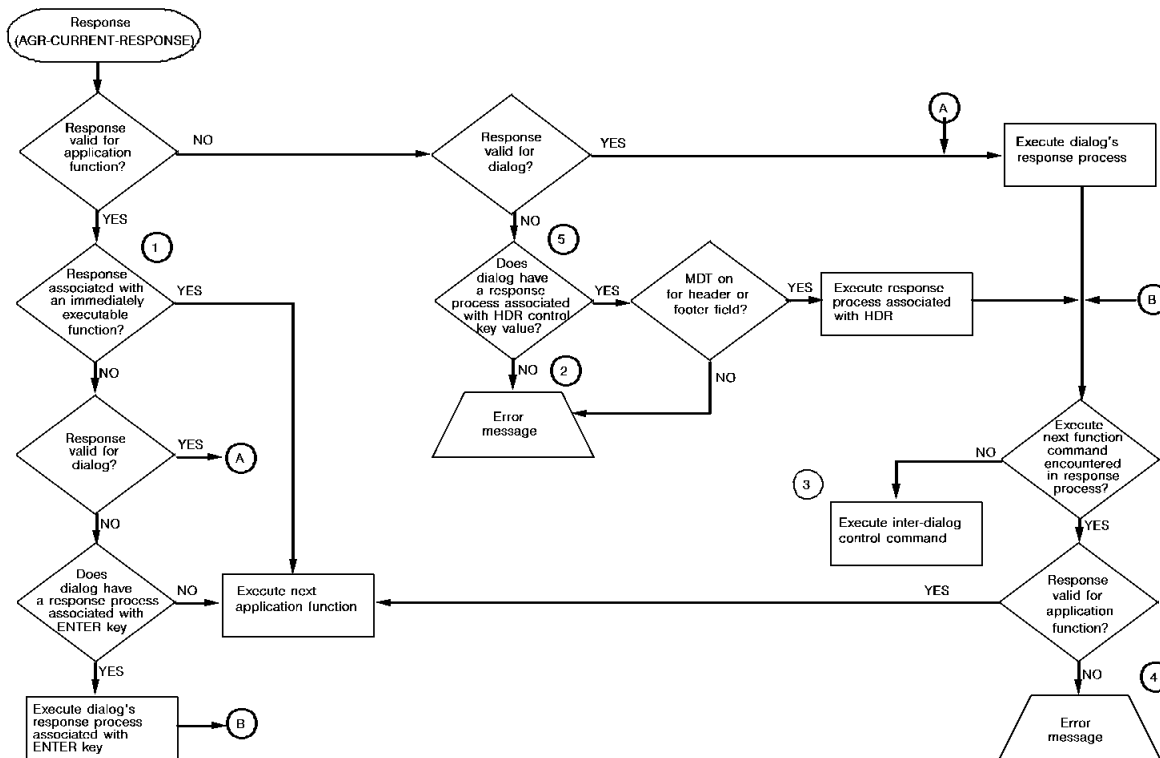 Response
(AGR-CURRENT-RESPONSE)
Response
valid for
application
function?
NO
Response
valid for
dialog?
YES
A
Execute dialog's
response process
YES
NO
1
Response
associated with
an immediately
executable
function?
YES
5
Does
dialog have
a response
process associated
with HDR control
key value?
YES
MDT on
for header or
footer field?
YES
Execute response
process associated
with HDR
B
NO
NO
2
NO
Error
message
Response
valid for
dialog?
YES
A
Execute
next function
command
encountered
in response
process?
NO
3
Execute inter-dialog
control command
NO
YES
Does
dialog have
a response process
associated with
ENTER key
NO
Execute next
application function
YES
Response
valid for
application
function?
YES
NO
4
Execute dialog's
response process
associated with
ENTER key
B
Error
message